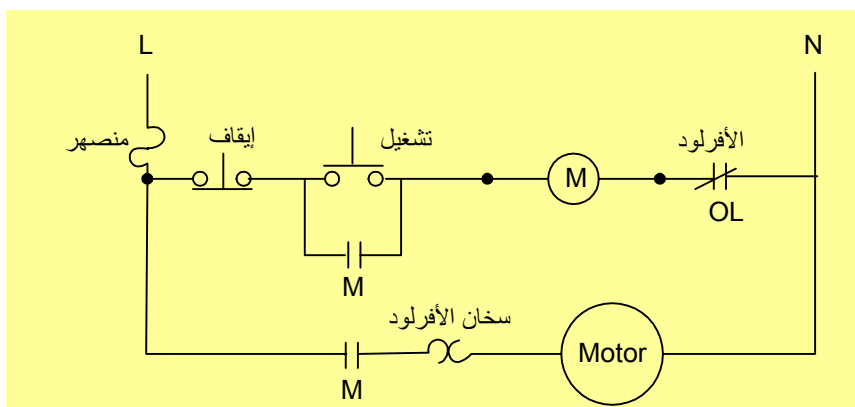 L
N
منصهر
إيقاف
تشغيل
الأفرلود
M
OL
M
سخان الأفرلود
Motor
M